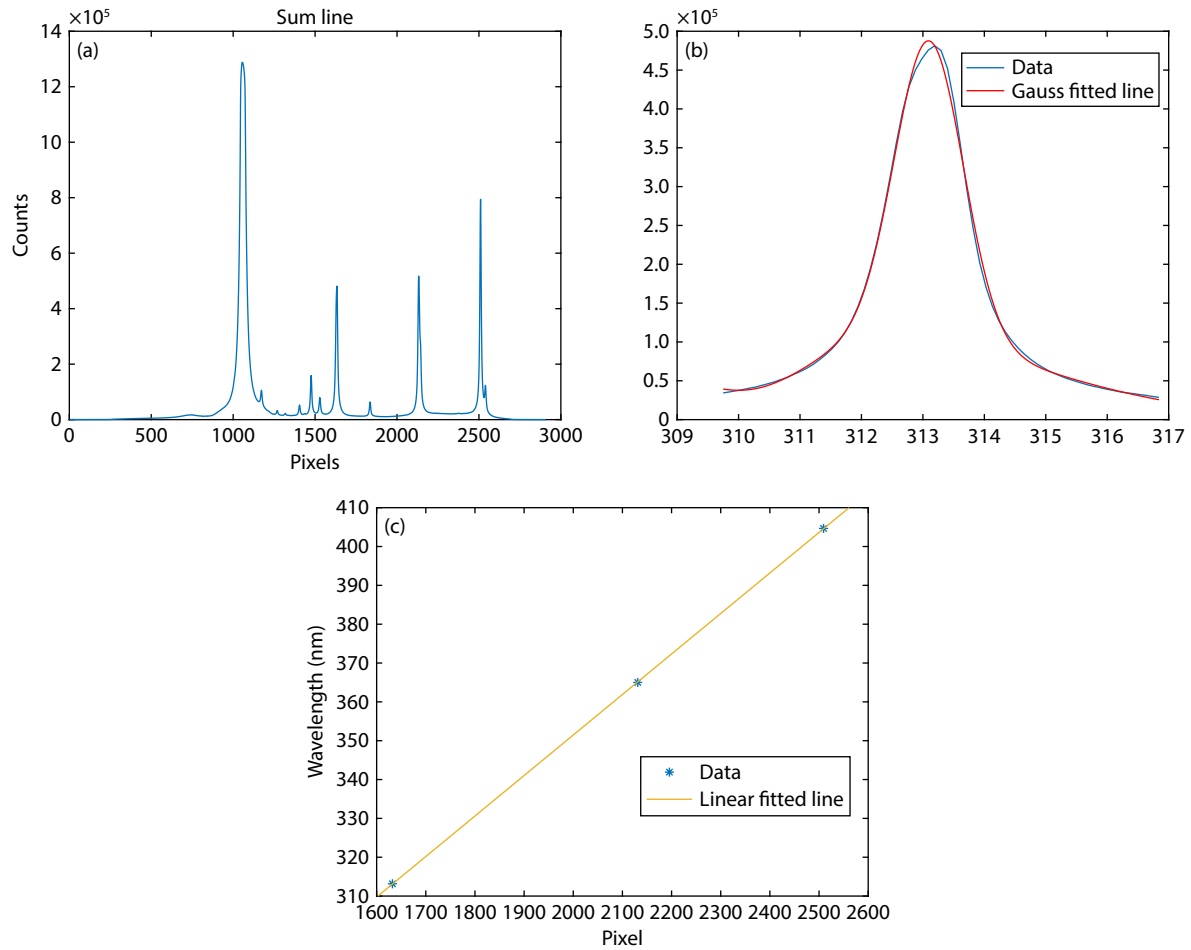 ×10⁵
Sum line
(a)
14
12
10
8
6
4
2
0
Counts
0 500 1000 1500 2000 2500 3000
Pixels
×10⁵
(b)
5.0
4.5
4.0
3.5
3.0
2.5
2.0
1.5
1.0
0.5
0
Data
Gauss fitted line
309 310 311 312 313 314 315 316 317
(c)
410
400
390
380
370
360
350
340
330
320
310
Wavelength (nm)
Data
Linear fitted line
1600 1700 1800 1900 2000 2100 2200 2300 2400 2500 2600
Pixel